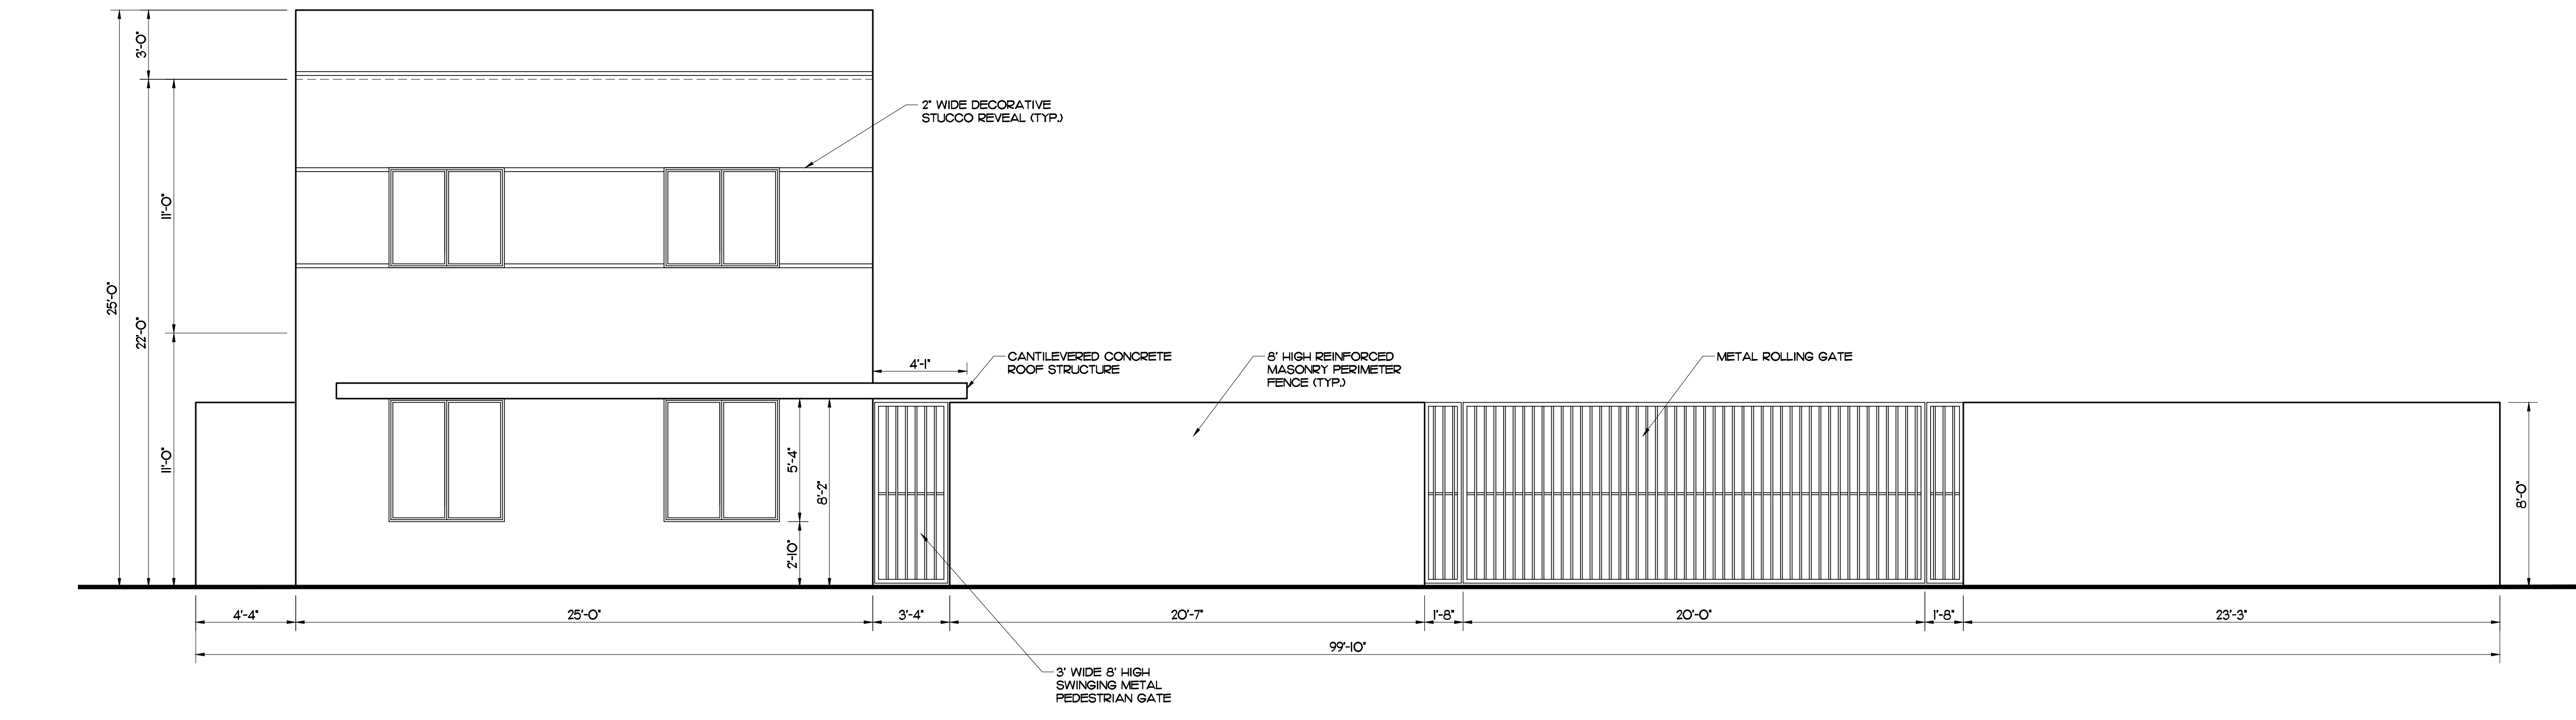 3'-0"
2" WIDE DECORATIVE
STUCCO REVEAL (TYP.)
11'-0"
25'-0"
22'-0"
4'-1"
CANTILEVERED CONCRETE
ROOF STRUCTURE
8' HIGH REINFORCED
MASONRY PERIMETER
FENCE (TYP.)
METAL ROLLING GATE
11'-0"
5'-4"
8'-2"
8'-0"
2'-10"
4'-4"
25'-0"
3'-4"
20'-7"
1'-8"
20'-0"
1'-8"
23'-3"
99'-10"
3' WIDE 8' HIGH
SWINGING METAL
PEDESTRIAN GATE